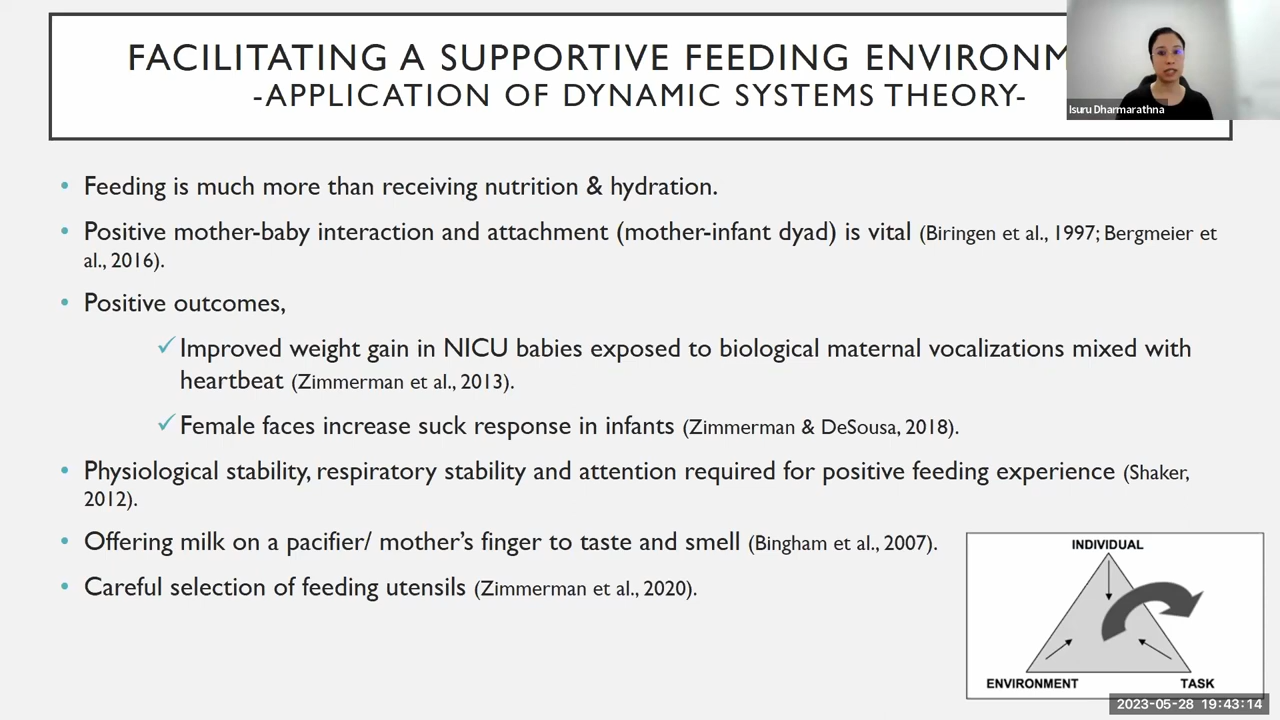 FACILITATING A SUPPORTIVE FEEDING
-APPLICATION OF DYNAMIC SYSTEMS THEORY-
Isuru Dharmarathna
• Feeding is much more than receiving nutrition & hydration.
• Positive mother-baby interaction and attachment (mother-infant dyad) is vital (Biringen et al., 1997; Bergmeier et
al., 2016).
• Positive outcomes,
✓ Improved weight gain in NICU babies exposed to biological maternal vocalizations mixed with
heartbeat (Zimmerman et al., 2013).
✓ Female faces increase suck response in infants (Zimmerman & DeSousa, 2018).
• Physiological stability, respiratory stability and attention required for positive feeding experience (Shaker,
2012).
• Offering milk on a pacifier/ mother's finger to taste and smell (Bingham et al., 2007).
• Careful selection of feeding utensils (Zimmerman et al., 2020).
INDIVIDUAL
ENVIRONMENT TASK
2023-05-28 19:43:14